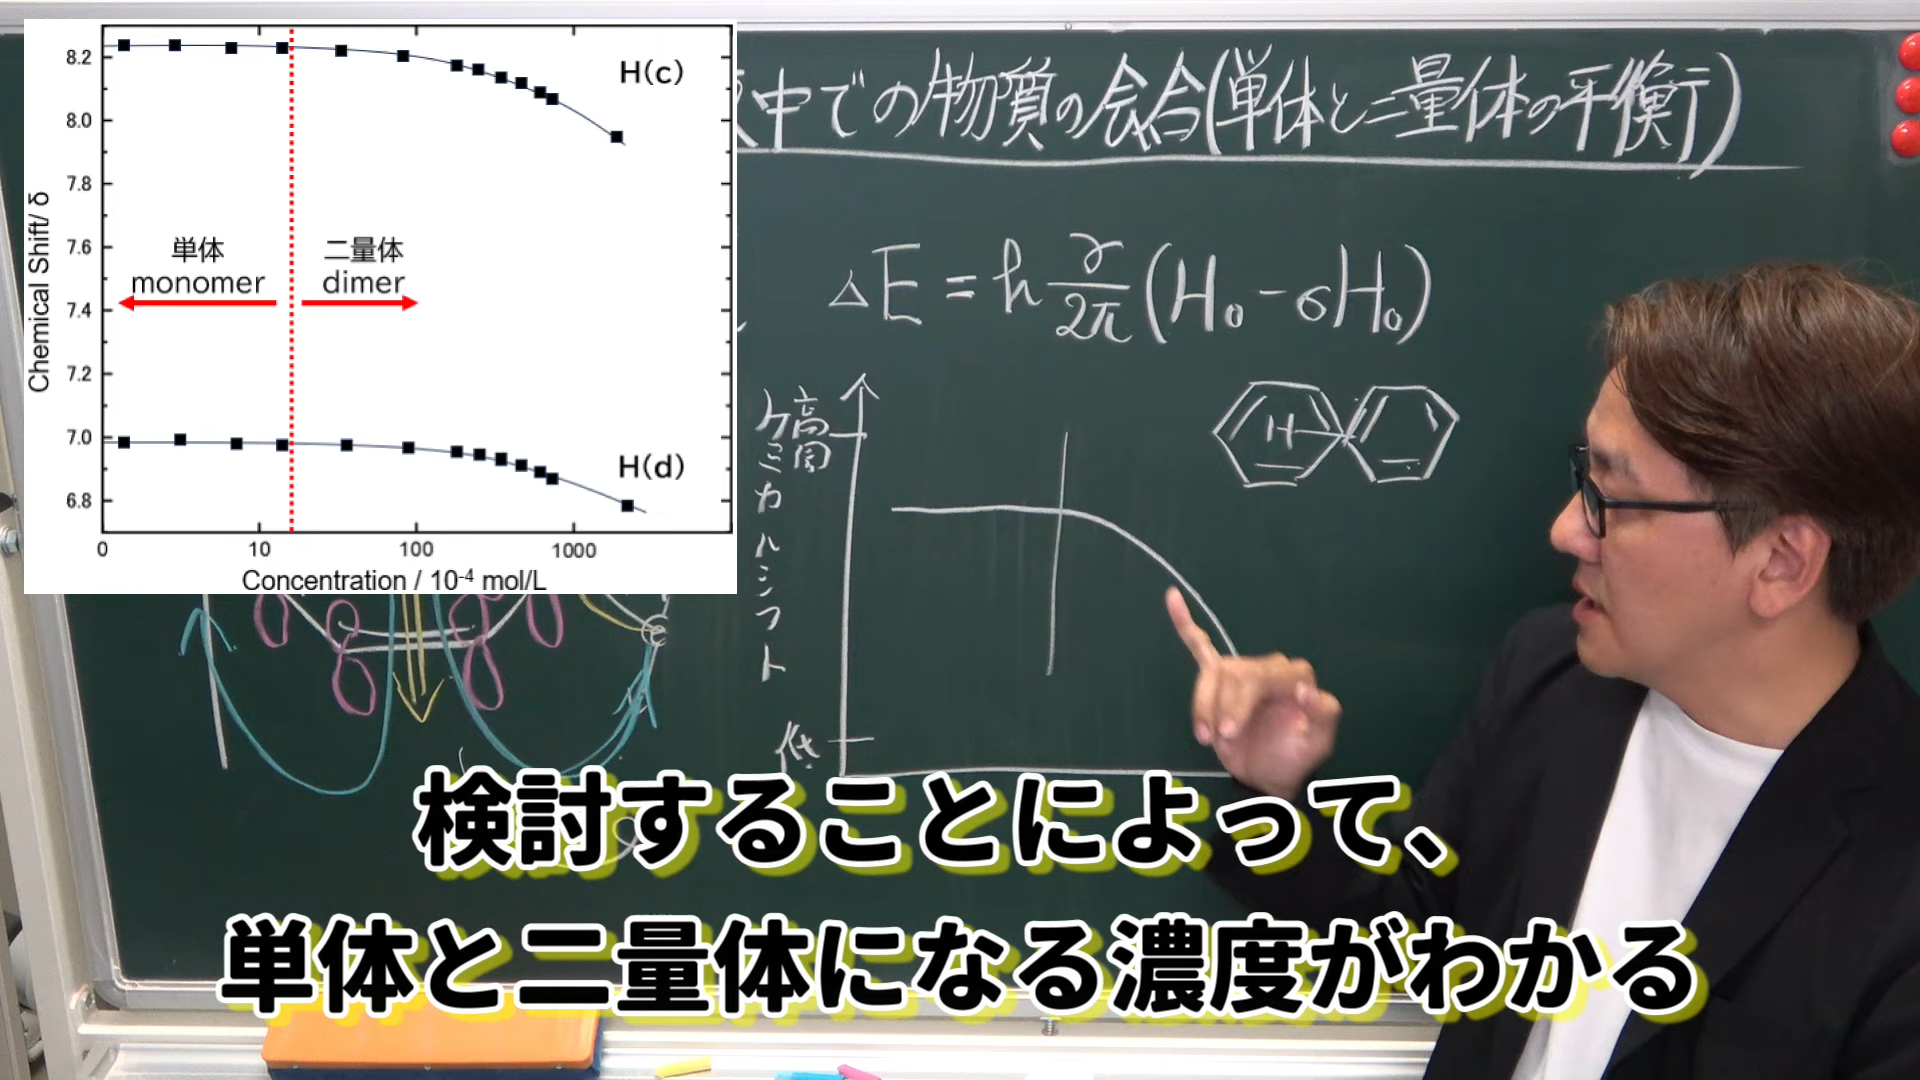 8.2
8.0
7.8
7.6
7.4
7.2
7.0
6.8
Chemical Shift/ δ
H(c)
単体
monomer
二量体
dimer
H(d)
0 10 100 1000
Concentration / 10⁻⁴ mol/L
中での物質の会合(単体と二量体の平衡)
ΔE = h γ/2π (H₀ - σH₀)
ケミカルシフト
高
低
H
検討することによって、
単体と二量体になる濃度がわかる